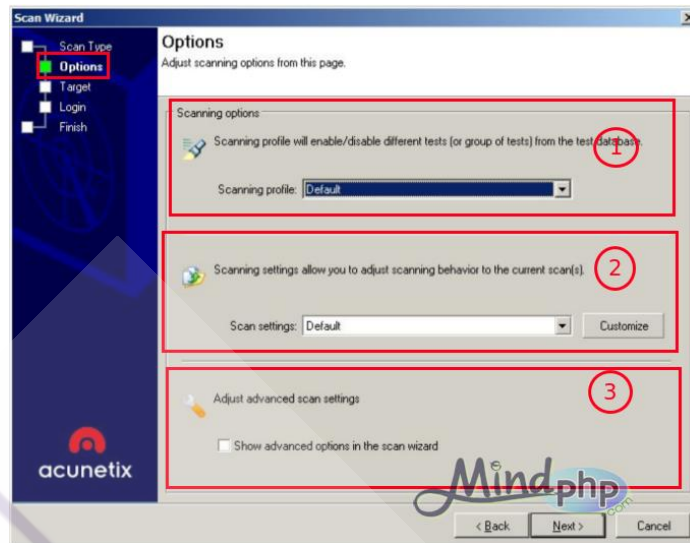 Scan Wizard
Scan Type
Options
Target
Login
Finish
Options
Adjust scanning options from this page.
Scanning options
Scanning profile will enable/disable different tests (or group of tests) from the test database.
1
Scanning profile: Default
Scanning settings allow you to adjust scanning behavior to the current scan(s).
2
Scan settings: Default Customize
3
Adjust advanced scan settings
Show advanced options in the scan wizard
acunetix
Mindphp
.com
< Back Next > Cancel